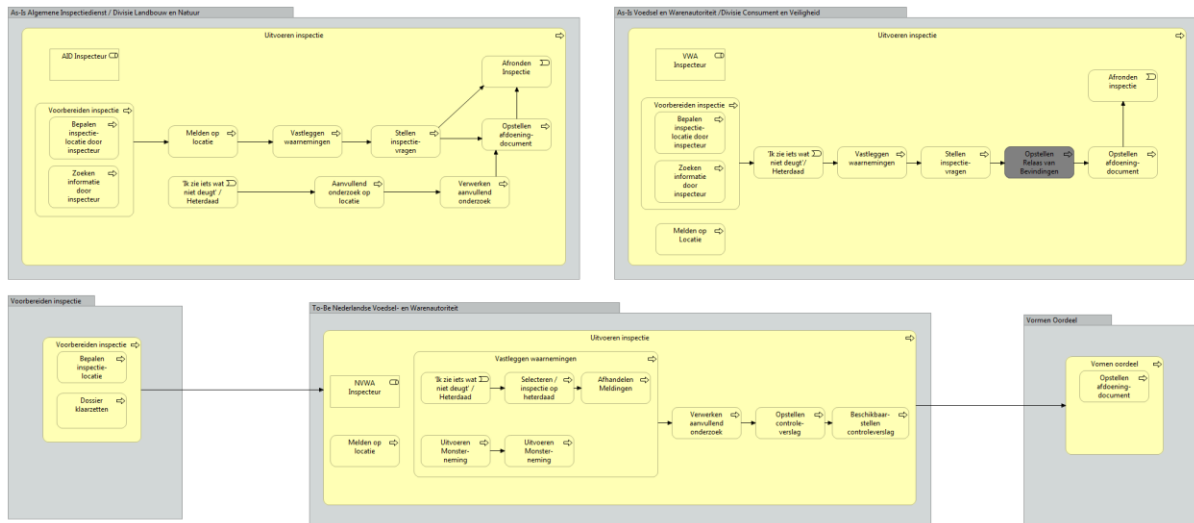 As-Is Algemene Inspectiedienst / Divisie Landbouw en Natuur
Uitvoeren inspectie
AID Inspecteur
Voorbereiden inspectie
Bepalen
inspectie-
locatie door
inspecteur
Zoeken
informatie
door
inspecteur
Melden op
locatie
Vastleggen
waarnemingen
Stellen
inspectie-
vragen
Afronden
Inspectie
Opstellen
afdoening-
document
'Ik zie iets wat
niet deugt' /
Heterdaad
Aanvullend
onderzoek op
locatie
Verwerken
aanvullend
onderzoek
As-Is Voedsel en Warenautoriteit /Divisie Consument en Veiligheid
Uitvoeren inspectie
VWA
Inspecteur
Voorbereiden inspectie
Bepalen
inspectie-
locatie door
inspecteur
Zoeken
informatie
door
inspecteur
Melden op
Locatie
'Ik zie iets wat
niet deugt'/
Heterdaad
Vastleggen
waarnemingen
Stellen
inspectie-
vragen
Opstellen
Relaas van
Bevindingen
Opstellen
afdoening-
document
Afronden
inspectie
Voorbereiden inspectie
Voorbereiden inspectie
Bepalen
inspectie-
locatie
Dossier
klaarzetten
To-Be Nederlandse Voedsel- en Warenautoriteit
Uitvoeren inspectie
NVWA
Inspecteur
Melden op
locatie
Vastleggen waarnemingen
'Ik zie iets wat
niet deugt' /
Heterdaad
Selecteren /
inspectie op
heterdaad
Afhandelen
Meldingen
Uitvoeren
Monster-
neming
Uitvoeren
Monster-
neming
Verwerken
aanvullend
onderzoek
Opstellen
controle-
verslag
Beschikbaar-
stellen
controleverslag
Vormen Oordeel
Vormen oordeel
Opstellen
afdoening-
document